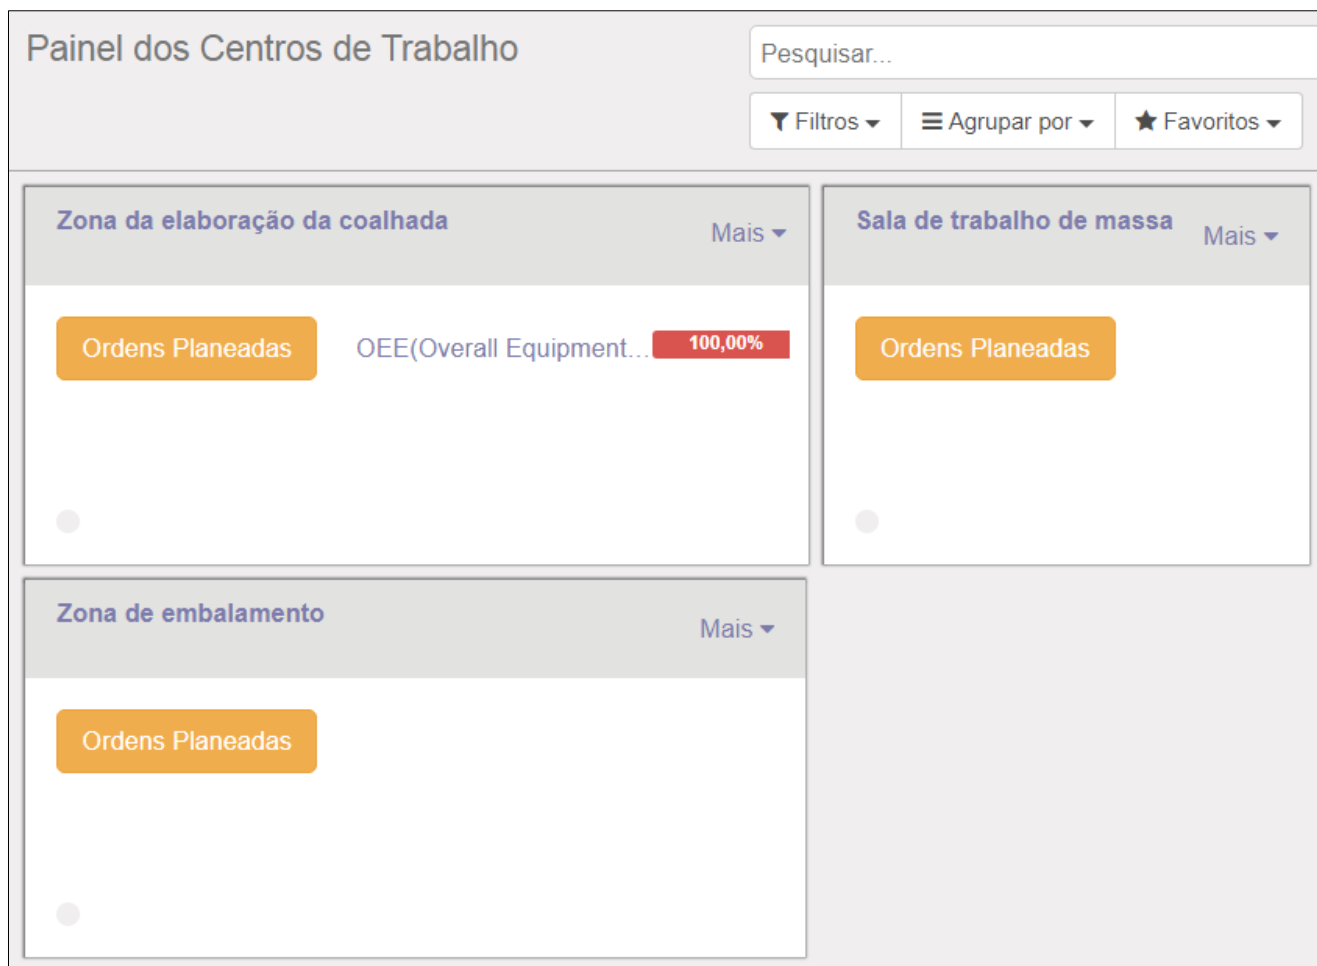 Painel dos Centros de Trabalho
Pesquisar...
Filtros
Agrupar por
Favoritos
Zona da elaboração da coalhada
Mais
Ordens Planeadas
OEE(Overall Equipment...
100,00%
Sala de trabalho de massa
Mais
Ordens Planeadas
Zona de embalamento
Mais
Ordens Planeadas